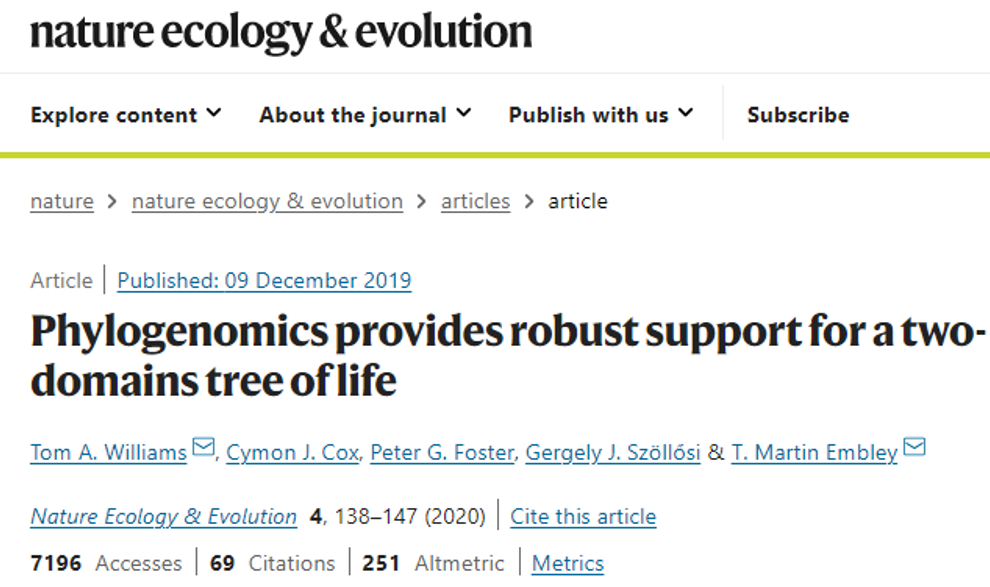 nature ecology & evolution
Explore content About the journal Publish with us Subscribe
nature > nature ecology & evolution > articles > article
Article | Published: 09 December 2019
Phylogenomics provides robust support for a two-
domains tree of life
Tom A. Williams, Cymon J. Cox, Peter G. Foster, Gergely J. Szöllősi & T. Martin Embley
Nature Ecology & Evolution 4, 138–147 (2020) | Cite this article
7196 Accesses | 69 Citations | 251 Altmetric | Metrics